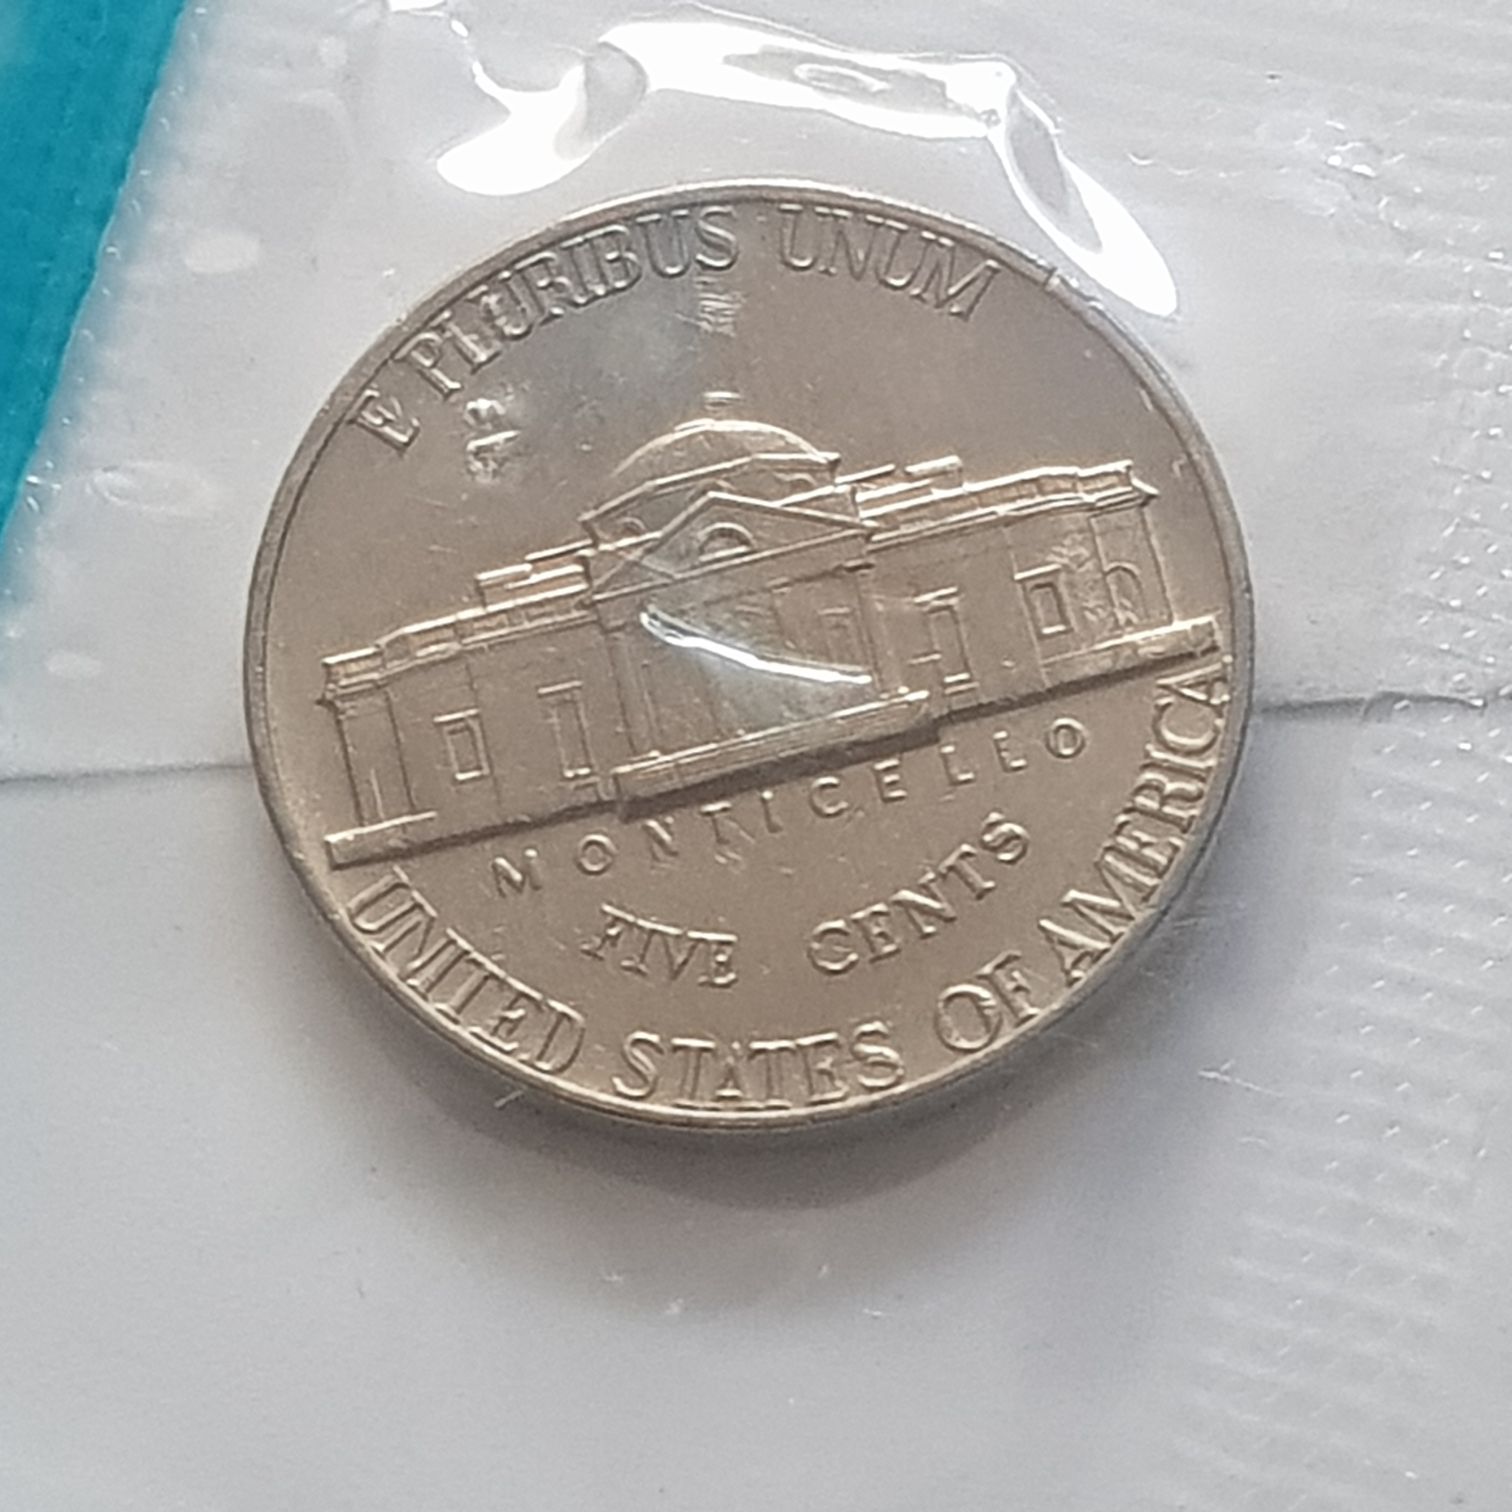 E PLURIBUS UNUM
MONTICELLO
FIVE CENTS
UNITED STATES OF AMERICA